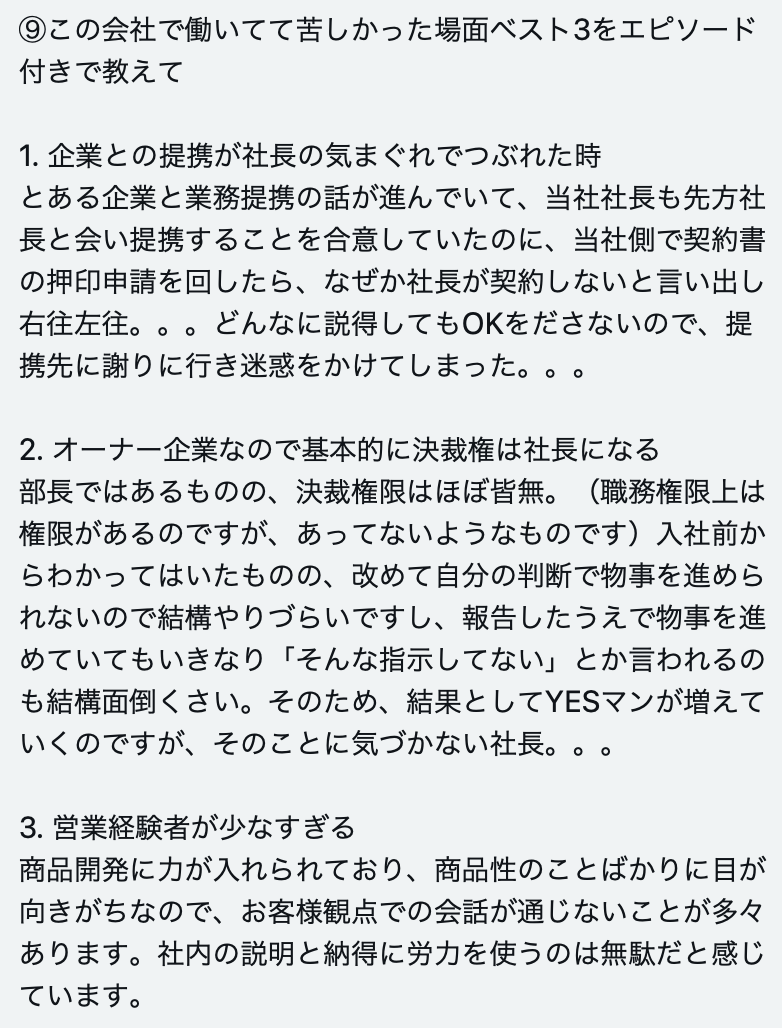 ⑨この会社で働いてて苦しかった場面ベスト3をエピソード
付きで教えて
1. 企業との提携が社長の気まぐれでつぶれた時
とある企業と業務提携の話が進んでいて、当社社長も先方社
長と会い提携することを合意していたのに、当社側で契約書
の押印申請を回したら、なぜか社長が契約しないと言い出し
右往左往。。。どんなに説得してもOKをださないので、提
携先に謝りに行き迷惑をかけてしまった。。。
2. オーナー企業なので基本的に決裁権は社長になる
部長ではあるものの、決裁権限はほぼ皆無。（職務権限上は
権限があるのですが、あってないようなものです）入社前か
らわかってはいたものの、改めて自分の判断で物事を進めら
れないので結構やりづらいですし、報告したうえで物事を進
めていてもいきなり「そんな指示してない」とか言われるの
も結構面倒くさい。そのため、結果としてYESマンが増えて
いくのですが、そのことに気づかない社長。。。
3. 営業経験者が少なすぎる
商品開発に力が入れられており、商品性のことばかりに目が
向きがちなので、お客様観点での会話が通じないことが多々
あります。社内の説明と納得に労力を使うのは無駄だと感じ
ています。